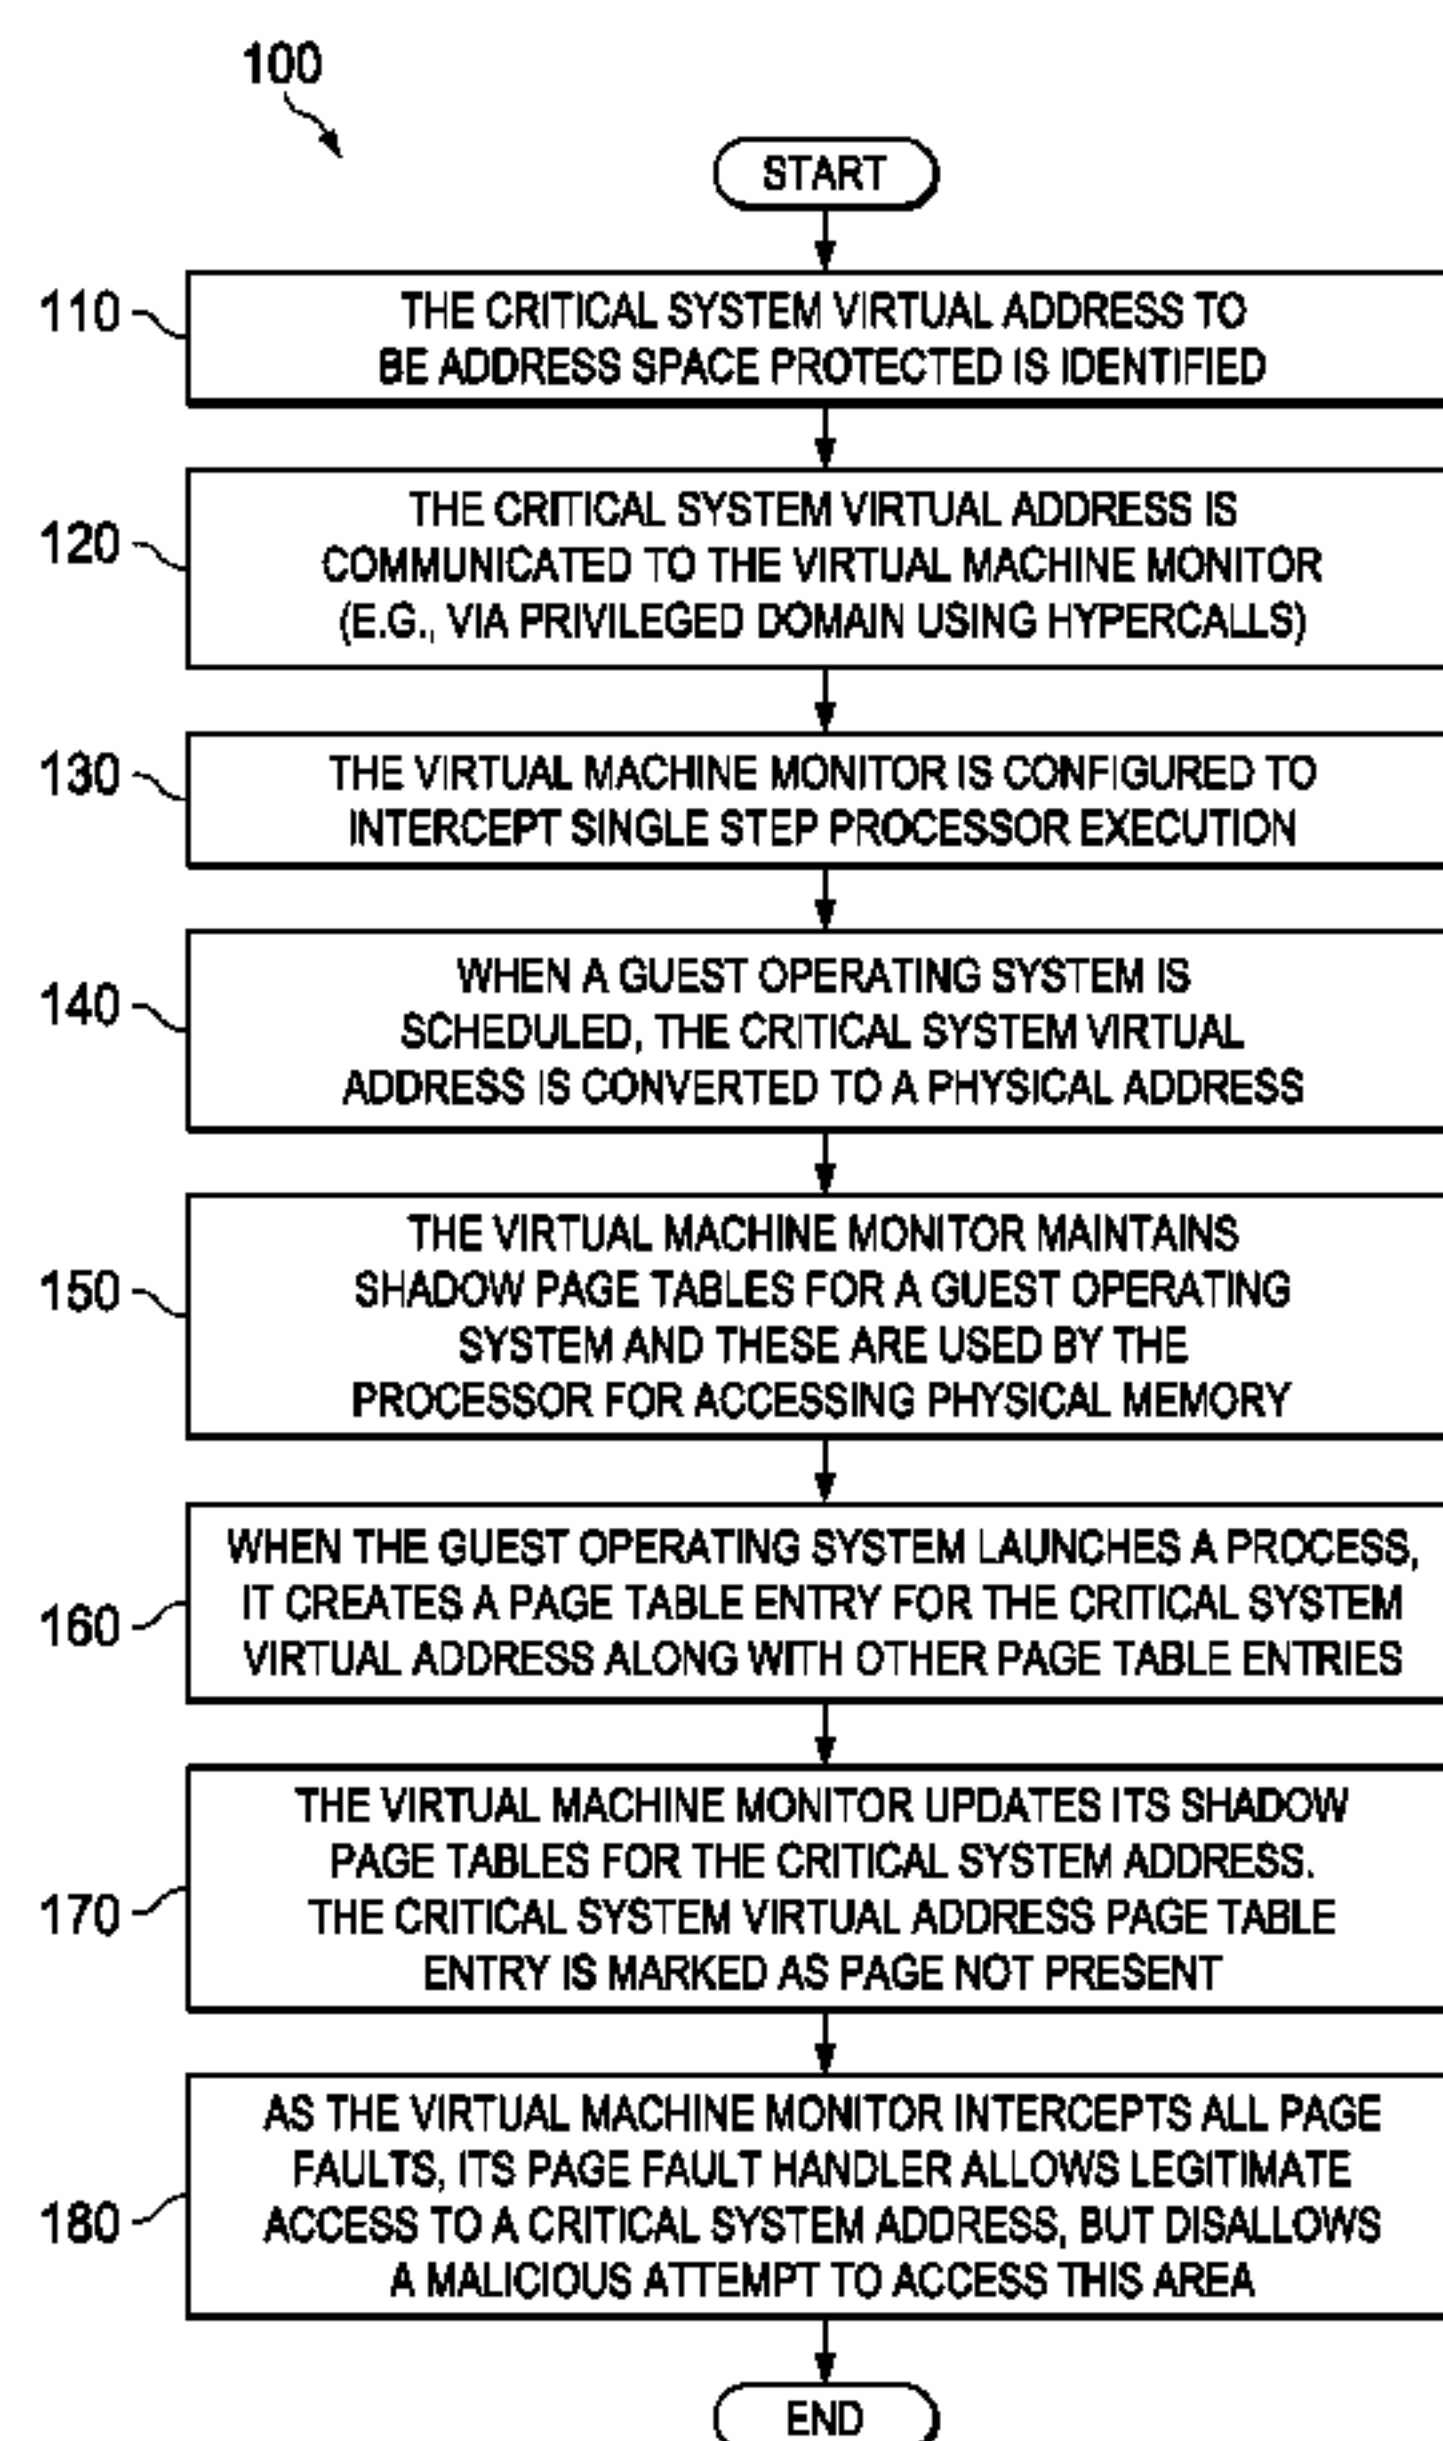 100
START
110
THE CRITICAL SYSTEM VIRTUAL ADDRESS TO
BE ADDRESS SPACE PROTECTED IS IDENTIFIED
120
THE CRITICAL SYSTEM VIRTUAL ADDRESS IS
COMMUNICATED TO THE VIRTUAL MACHINE MONITOR
(E.G., VIA PRIVILEGED DOMAIN USING HYPERCALLS)
130
THE VIRTUAL MACHINE MONITOR IS CONFIGURED TO
INTERCEPT SINGLE STEP PROCESSOR EXECUTION
140
WHEN A GUEST OPERATING SYSTEM IS
SCHEDULED, THE CRITICAL SYSTEM VIRTUAL
ADDRESS IS CONVERTED TO A PHYSICAL ADDRESS
150
THE VIRTUAL MACHINE MONITOR MAINTAINS
SHADOW PAGE TABLES FOR A GUEST OPERATING
SYSTEM AND THESE ARE USED BY THE
PROCESSOR FOR ACCESSING PHYSICAL MEMORY
160
WHEN THE GUEST OPERATING SYSTEM LAUNCHES A PROCESS,
IT CREATES A PAGE TABLE ENTRY FOR THE CRITICAL SYSTEM
VIRTUAL ADDRESS ALONG WITH OTHER PAGE TABLE ENTRIES
170
THE VIRTUAL MACHINE MONITOR UPDATES ITS SHADOW
PAGE TABLES FOR THE CRITICAL SYSTEM ADDRESS.
THE CRITICAL SYSTEM VIRTUAL ADDRESS PAGE TABLE
ENTRY IS MARKED AS PAGE NOT PRESENT
180
AS THE VIRTUAL MACHINE MONITOR INTERCEPTS ALL PAGE
FAULTS, ITS PAGE FAULT HANDLER ALLOWS LEGITIMATE
ACCESS TO A CRITICAL SYSTEM ADDRESS, BUT DISALLOWS
A MALICIOUS ATTEMPT TO ACCESS THIS AREA
END